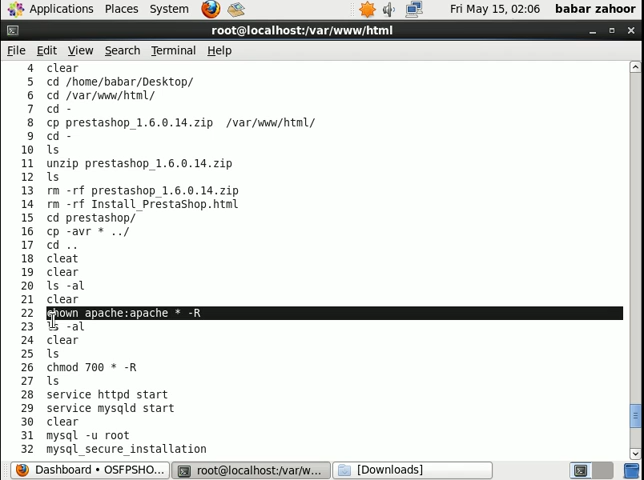 Applications Places System Fri May 15, 02:06 babar zahoor
root@localhost:/var/www/html
File Edit View Search Terminal Help
4 clear
5 cd /home/babar/Desktop/
6 cd /var/www/html/
7 cd -
8 cp prestashop_1.6.0.14.zip /var/www/html/
9 cd -
10 ls
11 unzip prestashop_1.6.0.14.zip
12 ls
13 rm -rf prestashop_1.6.0.14.zip
14 rm -rf Install_PrestaShop.html
15 cd prestashop/
16 cp -avr * ../
17 cd ..
18 cleat
19 clear
20 ls -al
21 clear
22 chown apache:apache * -R
23 ls -al
24 clear
25 ls
26 chmod 700 * -R
27 ls
28 service httpd start
29 service mysqld start
30 clear
31 mysql -u root
32 mysql_secure_installation
Dashboard • OSFPSHO... root@localhost:/var/w... [Downloads]